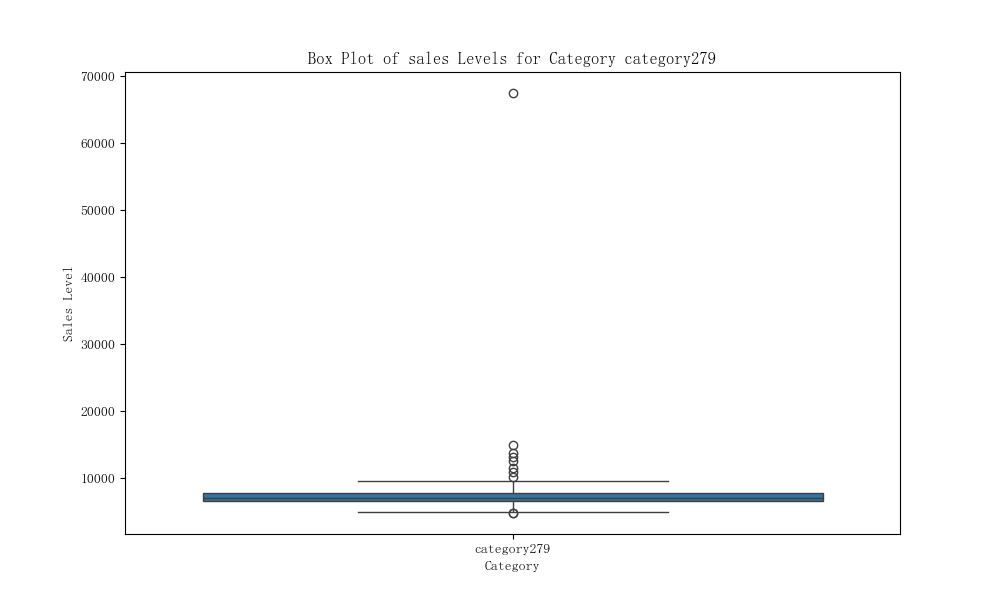 Box Plot of sales Levels for Category category279
70000
60000
50000
40000
30000
20000
10000
Sales Level
category279
Category